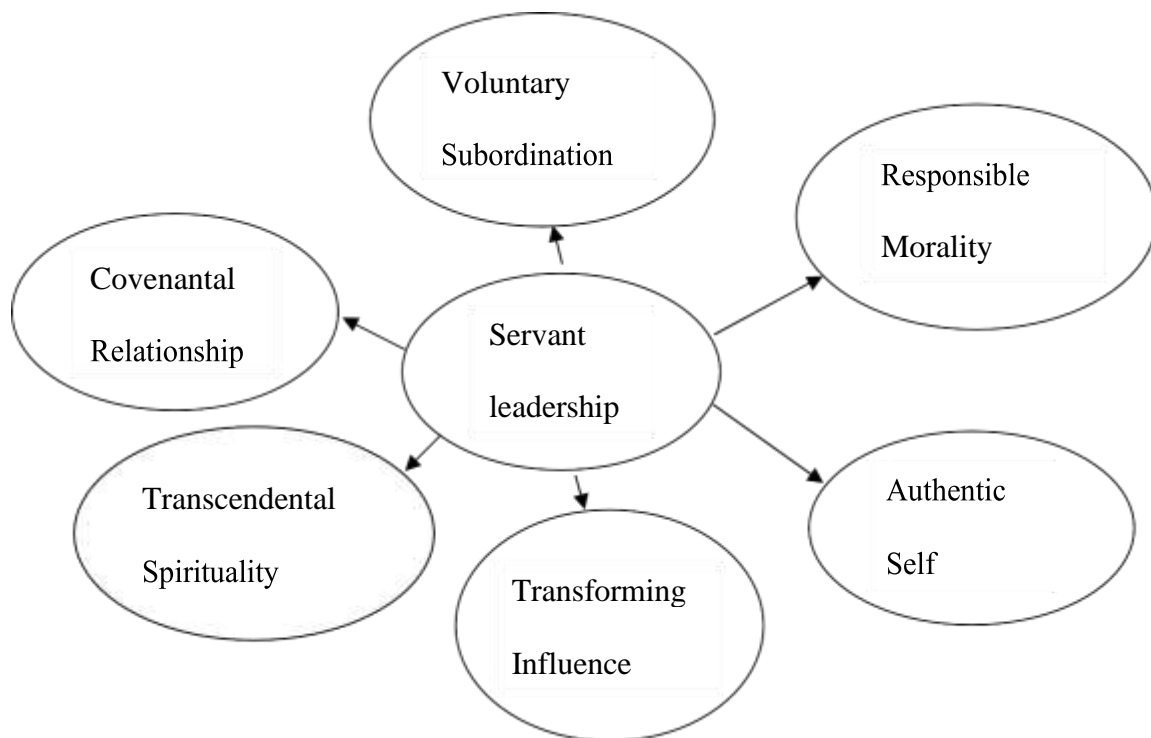 Voluntary
Subordination
Responsible
Morality
Covenantal
Relationship
Servant
leadership
Transcendental
Spirituality
Authentic
Self
Transforming
Influence